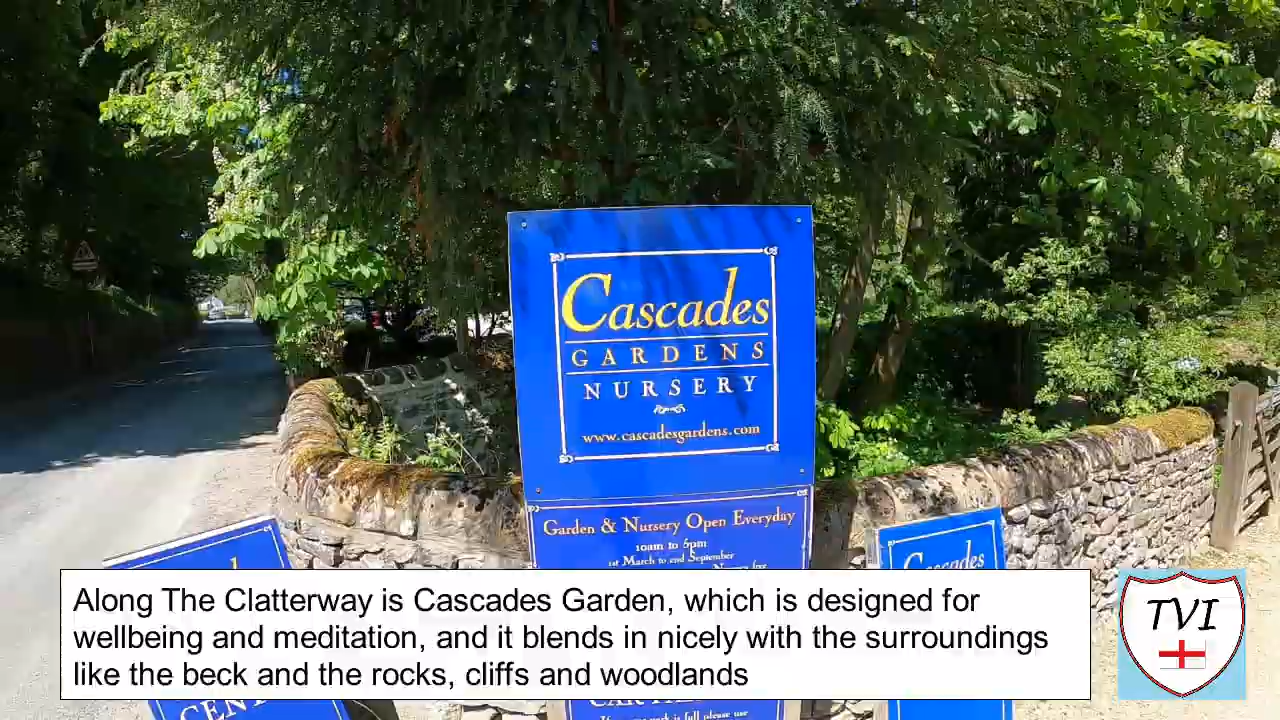 Cascades
GARDENS
NURSERY
www.cascadesgardens.com
Garden & Nursery Open Everyday
10am to 5pm
1st March to end September
Cascades
Along The Clatterway is Cascades Garden, which is designed for
wellbeing and meditation, and it blends in nicely with the surroundings
like the beck and the rocks, cliffs and woodlands
TVI